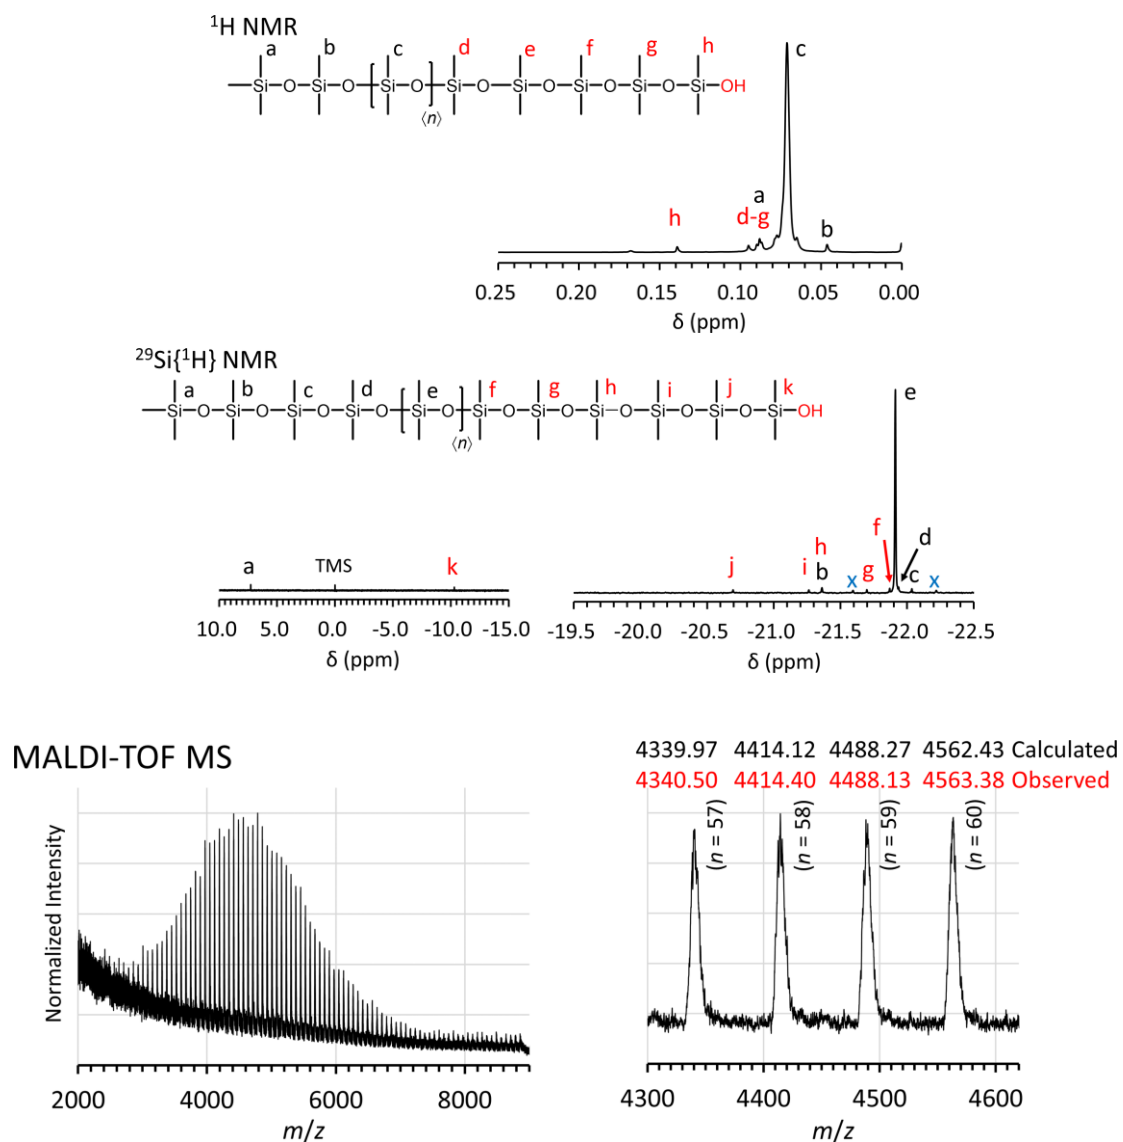 ¹H NMR
a b c d e f g h
Si O Si O Si O Si O Si O Si O Si O Si OH
⟨n⟩
c
a
h d-g b
0.25 0.20 0.15 0.10 0.05 0.00
δ (ppm)
²⁹Si{¹H} NMR
a b c d e f g h i j k
Si O Si O Si O Si O Si O Si O Si O Si O Si O Si O Si OH
⟨n⟩
e
f d
h
a TMS k
j i b x g c x
10.0 5.0 0.0 -5.0 -10.0 -15.0
δ (ppm)
-19.5 -20.0 -20.5 -21.0 -21.5 -22.0 -22.5
δ (ppm)
MALDI-TOF MS
Normalized Intensity
2000 4000 6000 8000
m/z
4339.97 4414.12 4488.27 4562.43 Calculated
4340.50 4414.40 4488.13 4563.38 Observed
(n = 57) (n = 58) (n = 59) (n = 60)
4300 4400 4500 4600
m/z